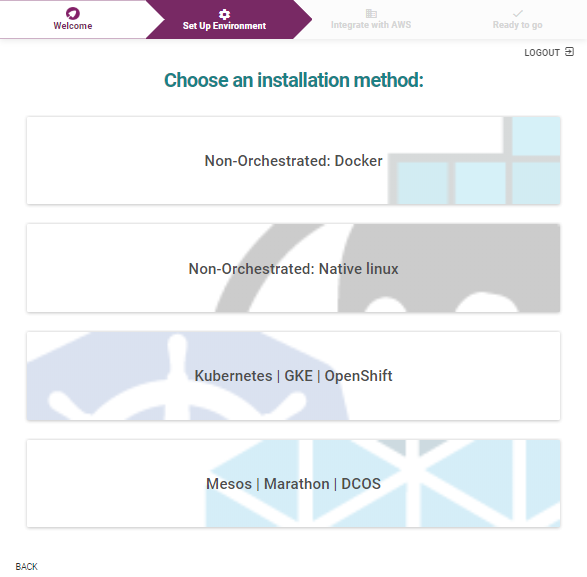 Welcome
Set Up Environment
Integrate with AWS
Ready to go
LOGOUT
Choose an installation method:
Non-Orchestrated: Docker
Non-Orchestrated: Native linux
Kubernetes | GKE | OpenShift
Mesos | Marathon | DCOS
BACK